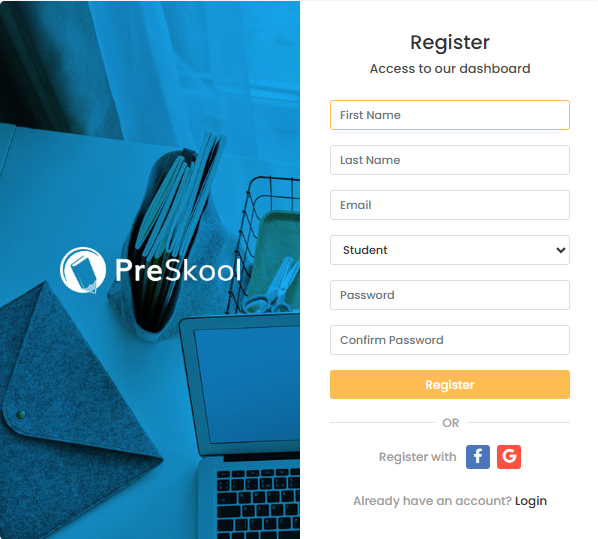 PreSkool
Register
Access to our dashboard
First Name
Last Name
Email
Student
Password
Confirm Password
Register
OR
Register with f G
Already have an account? Login